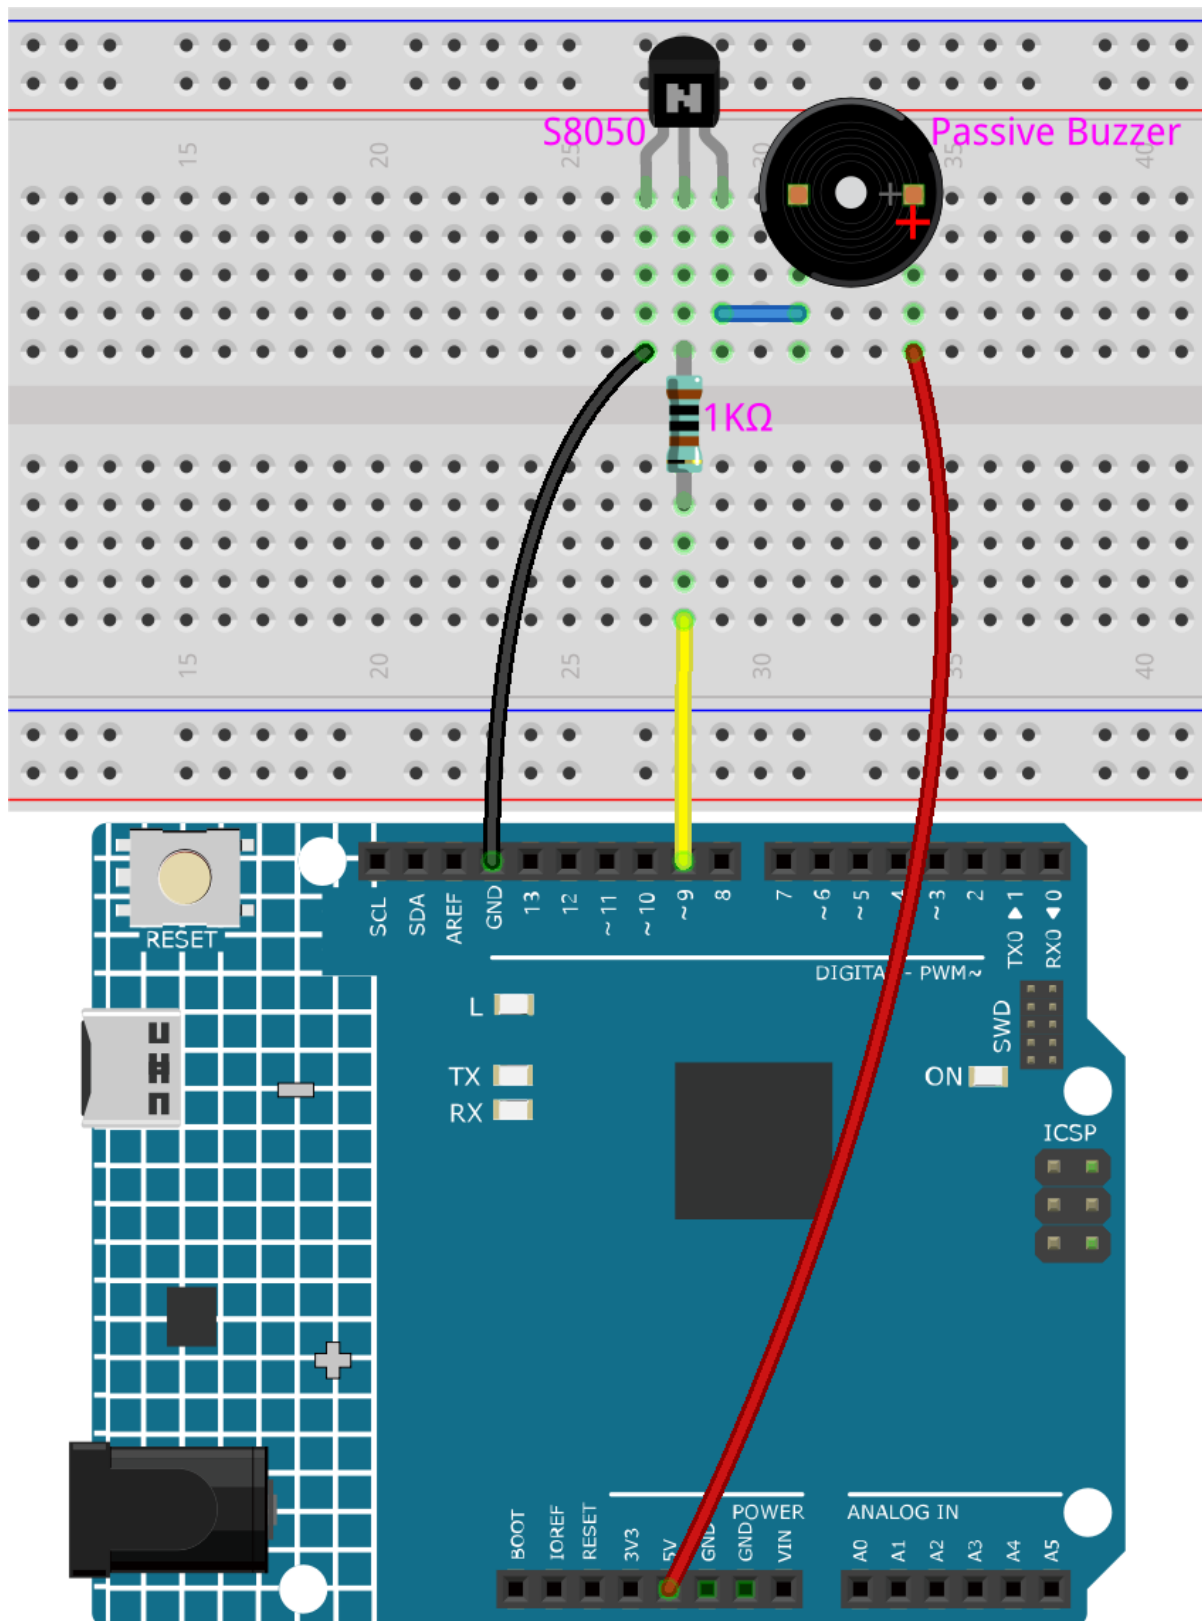 N
S8050
Passive Buzzer
15
20
25
35
40
1KΩ
15
20
25
30
35
40
SCL
SDA
AREF
GND
13
12
~11
~10
~9
8
7
~6
~5
4
~3
2
TX0 ▶ 1
RX0 ◀ 0
RESET
DIGITAL - PWM~
L
TX
RX
SWD
ON
ICSP
POWER
ANALOG IN
BOOT
IOREF
RESET
3V3
5V
GND
GND
VIN
A0
A1
A2
A3
A4
A5